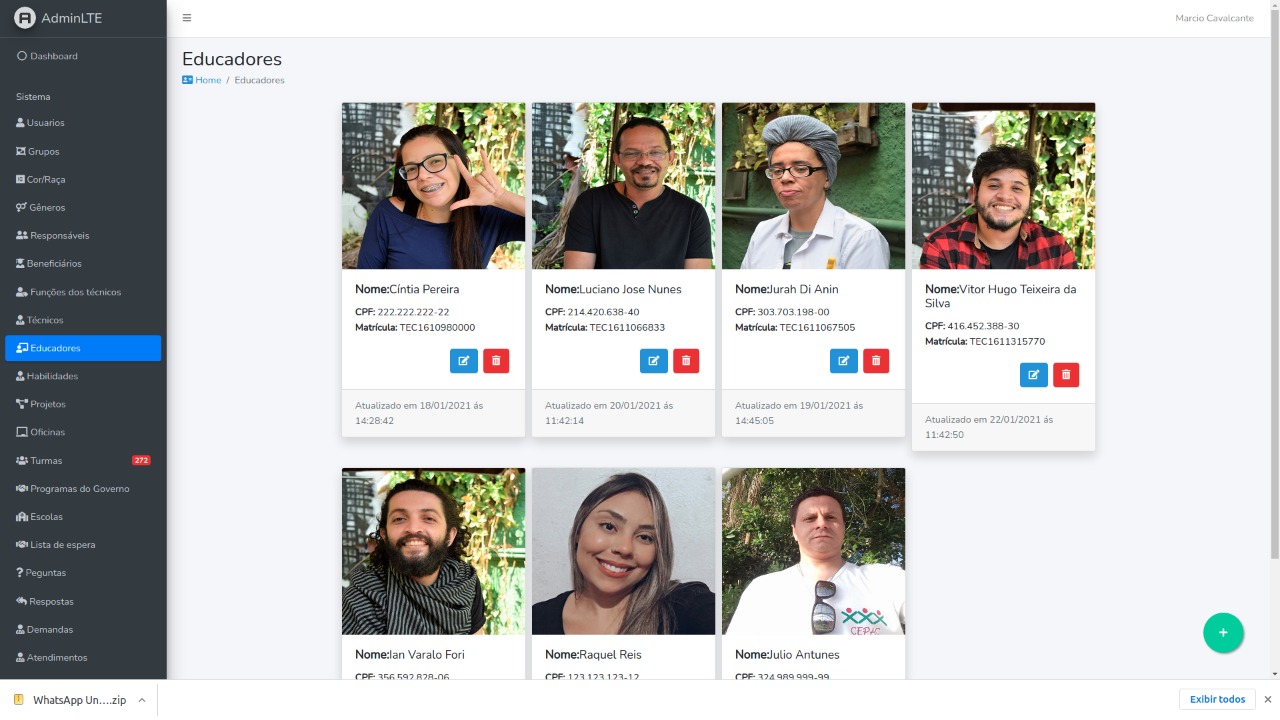 AdminLTE
Marcio Cavalcante
Dashboard
Sistema
Usuarios
Grupos
Cor/Raça
Gêneros
Responsáveis
Beneficiários
Funções dos técnicos
Técnicos
Educadores
Habilidades
Projetos
Oficinas
Turmas 272
Programas do Governo
Escolas
Lista de espera
Peguntas
Respostas
Demandas
Atendimentos
Educadores
Home / Educadores
Nome:Cíntia Pereira
CPF: 222.222.222-22
Matrícula: TEC1610980000
Atualizado em 18/01/2021 ás
14:28:42
Nome:Luciano Jose Nunes
CPF: 214.420.638-40
Matrícula: TEC1611066833
Atualizado em 20/01/2021 ás
11:42:14
Nome:Jurah Di Anin
CPF: 303.703.198-00
Matrícula: TEC1611067505
Atualizado em 19/01/2021 ás
14:45:05
Nome:Vitor Hugo Teixeira da
Silva
CPF: 416.452.388-30
Matrícula: TEC1611315770
Atualizado em 22/01/2021 ás
11:42:50
Nome:Ian Varalo Fori
CPF: 356.592.828-06
Nome:Raquel Reis
CPF: 123.123.123-12
CEPAC
Nome:Julio Antunes
CPF: 324.989.999-99
+
WhatsApp Un....zip
Exibir todos